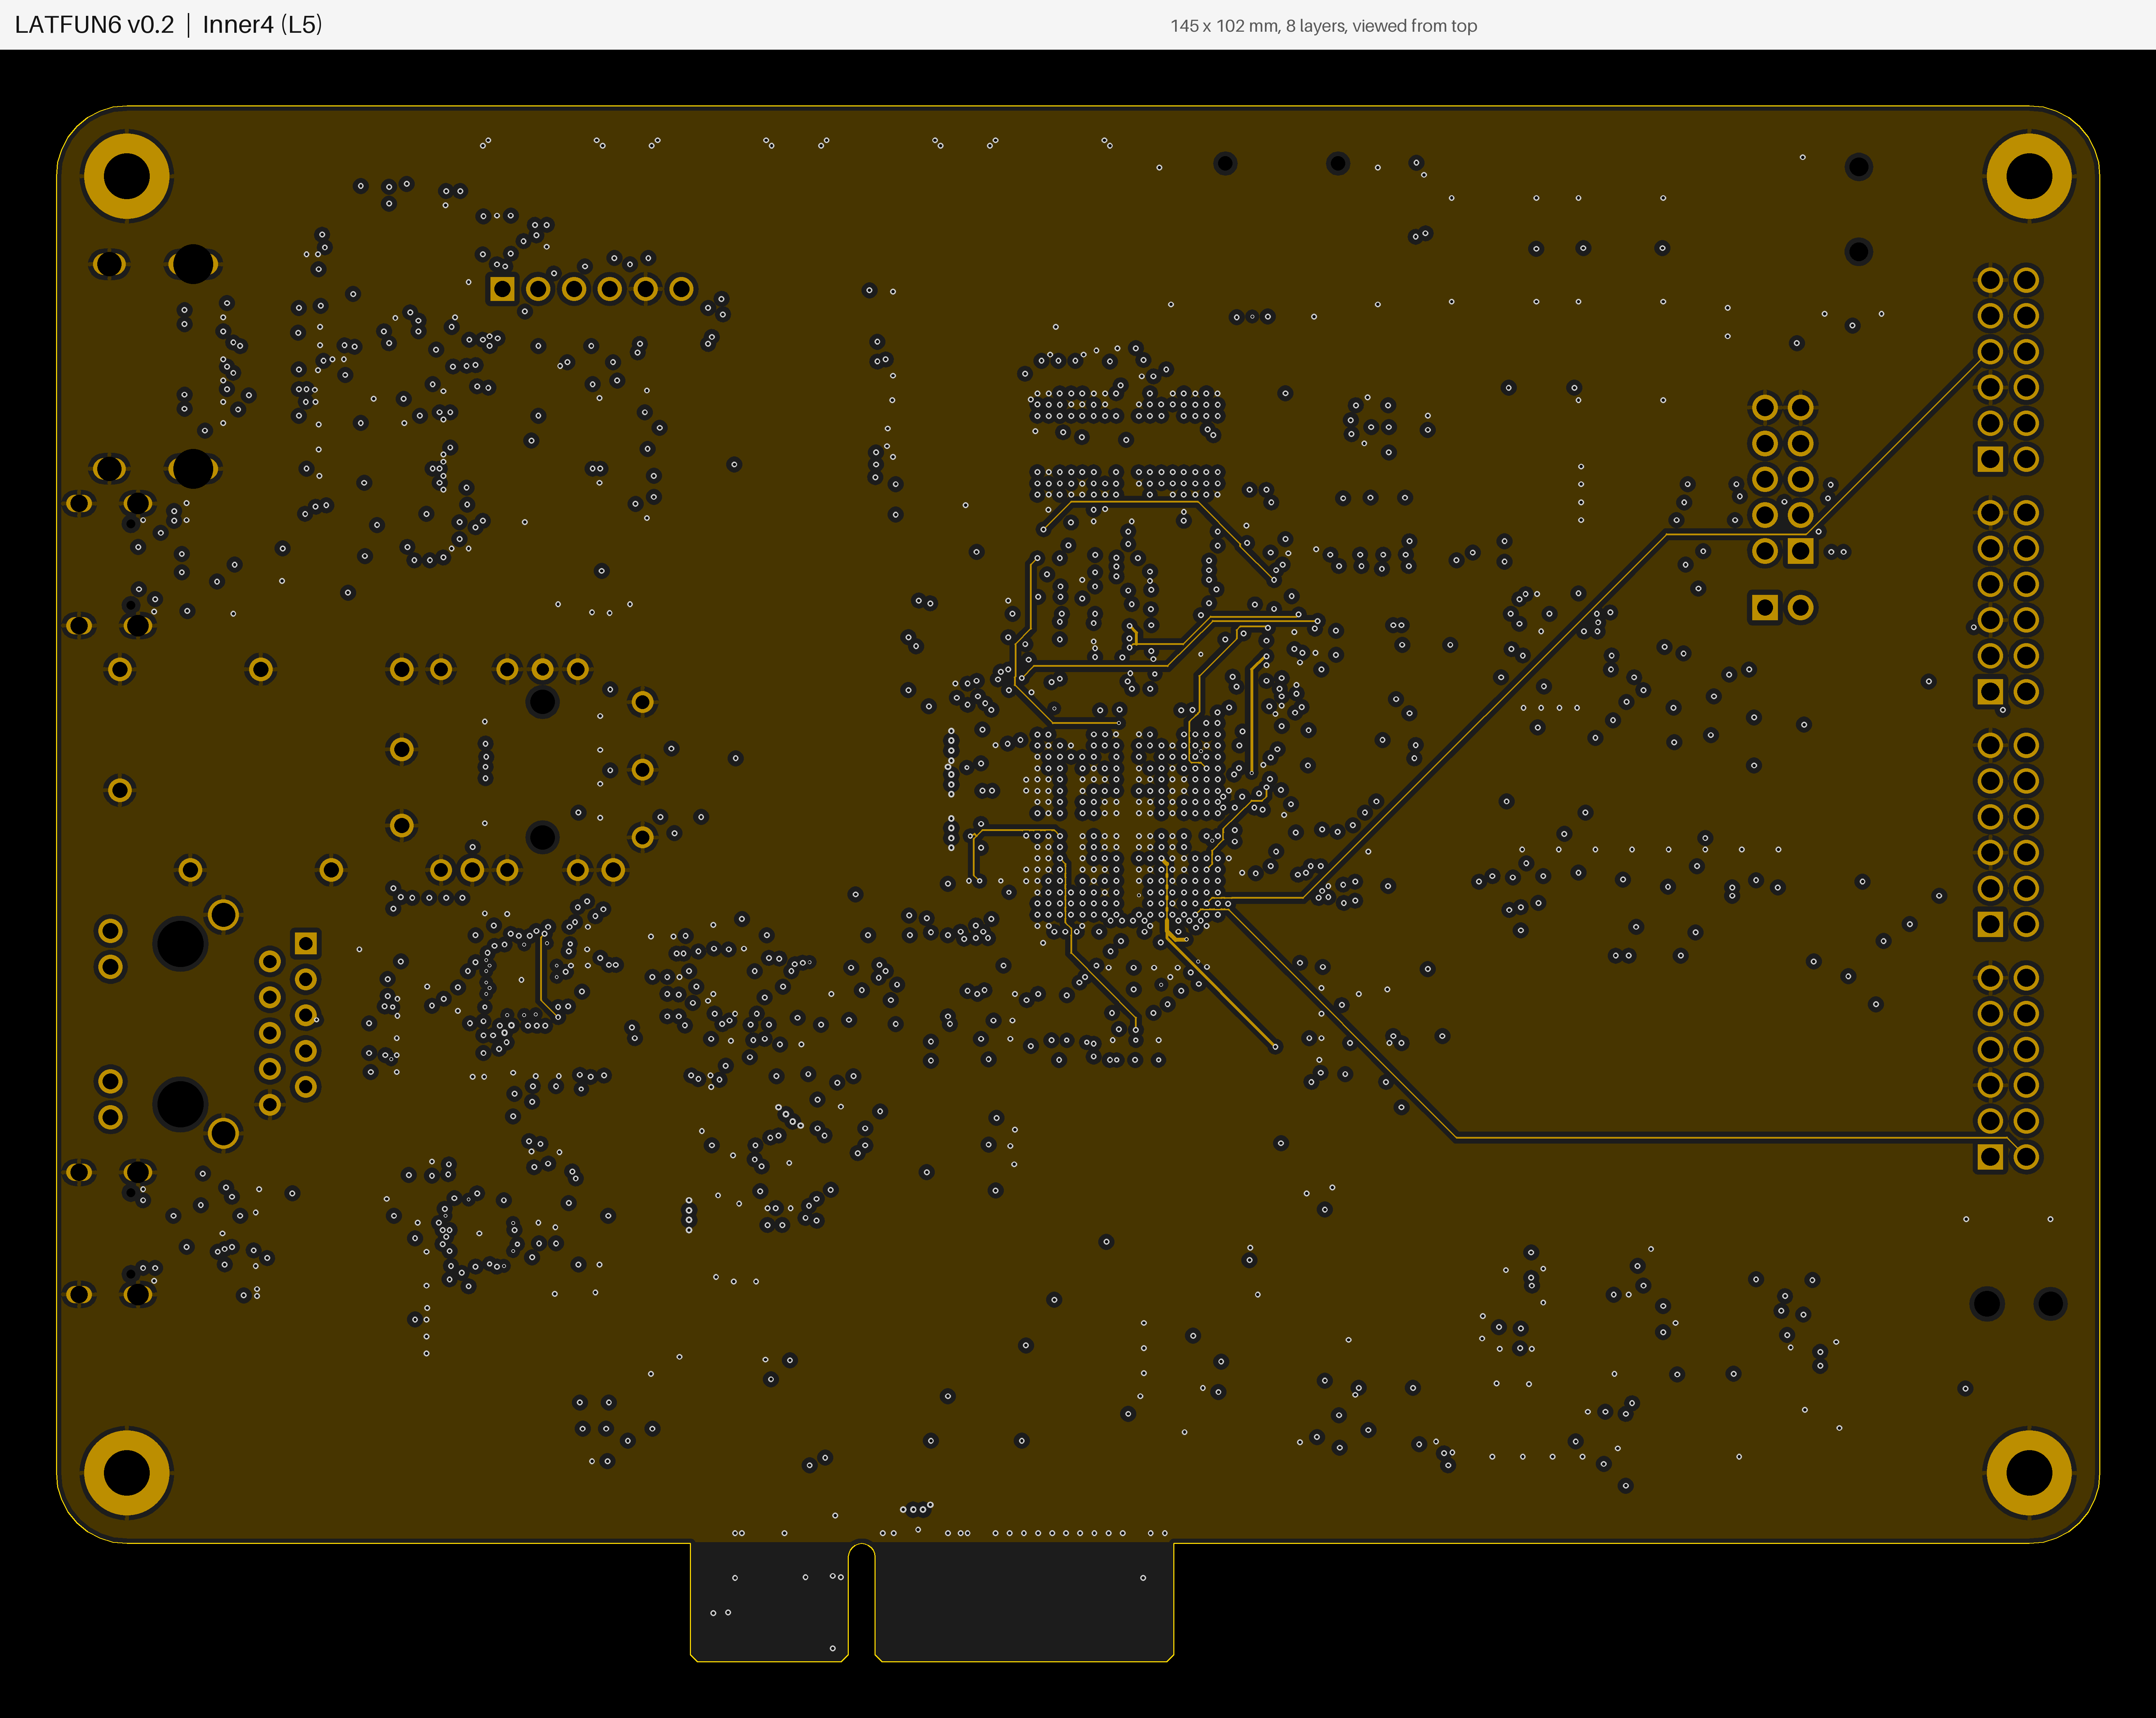 LATFUN6 v0.2 | Inner4 (L5)
145 x 102 mm, 8 layers, viewed from top